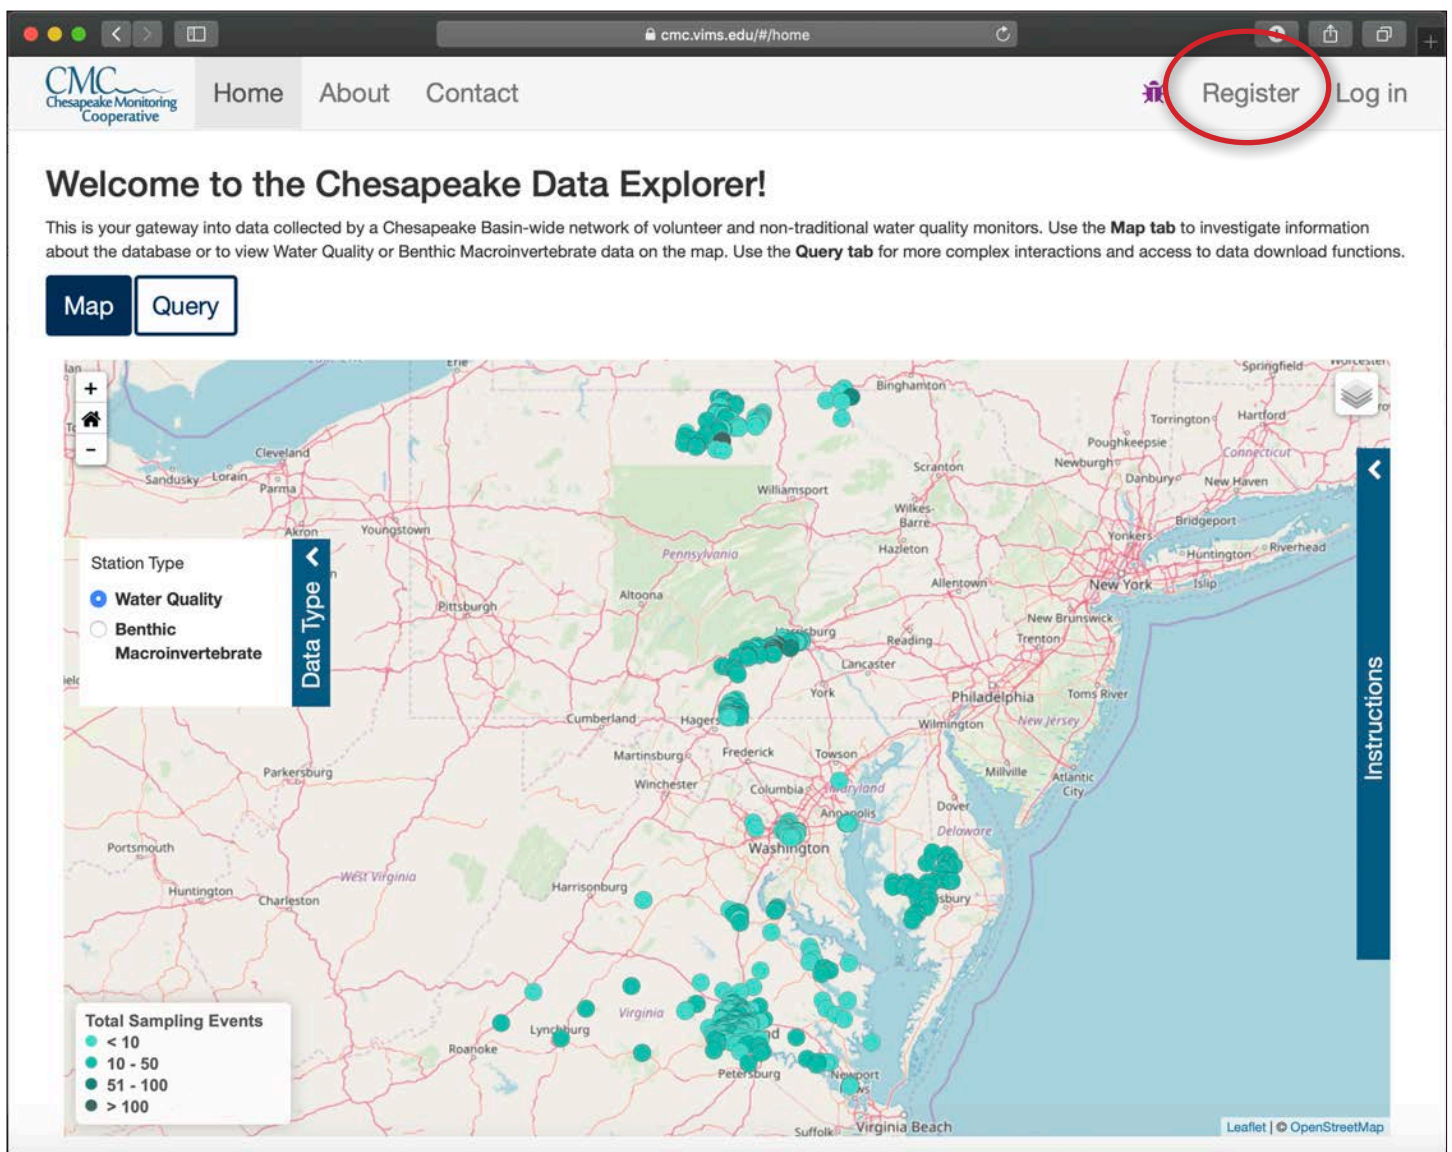 cmc.vims.edu/#/home
CMC
Chesapeake Monitoring
Cooperative
Home
About
Contact
Register
Log in
Welcome to the Chesapeake Data Explorer!
This is your gateway into data collected by a Chesapeake Basin-wide network of volunteer and non-traditional water quality monitors. Use the Map tab to investigate information
about the database or to view Water Quality or Benthic Macroinvertebrate data on the map. Use the Query tab for more complex interactions and access to data download functions.
Map
Query
+
-
Erie
Binghamton
Springfield
Worcester
Torrington
Hartford
Poughkeepsie
Connecticut
Newburgh
Danbury
New Haven
Cleveland
Sandusky
Lorain
Parma
Scranton
Williamsport
Wilkes-
Barre
Bridgeport
Akron
Youngstown
Yonkers
Huntington
Riverhead
Pennsylvania
Hazleton
Allentown
New York
Islip
Station Type
Water Quality
Benthic
Macroinvertebrate
Data Type
Altoona
Pittsburgh
New Brunswick
Reading
Trenton
Lancaster
York
Philadelphia
Toms River
Instructions
Cumberland
Wilmington
New Jersey
Martinsburg
Frederick
Towson
Parkersburg
Winchester
Columbia
Millville
Atlantic
City
Dover
Annapolis
Delaware
Portsmouth
Washington
West Virginia
Huntington
Charleston
Harrisonburg
Virginia
Lynchburg
Roanoke
Petersburg
Newport
Suffolk
Virginia Beach
Total Sampling Events
< 10
10 - 50
51 - 100
> 100
Leaflet | © OpenStreetMap